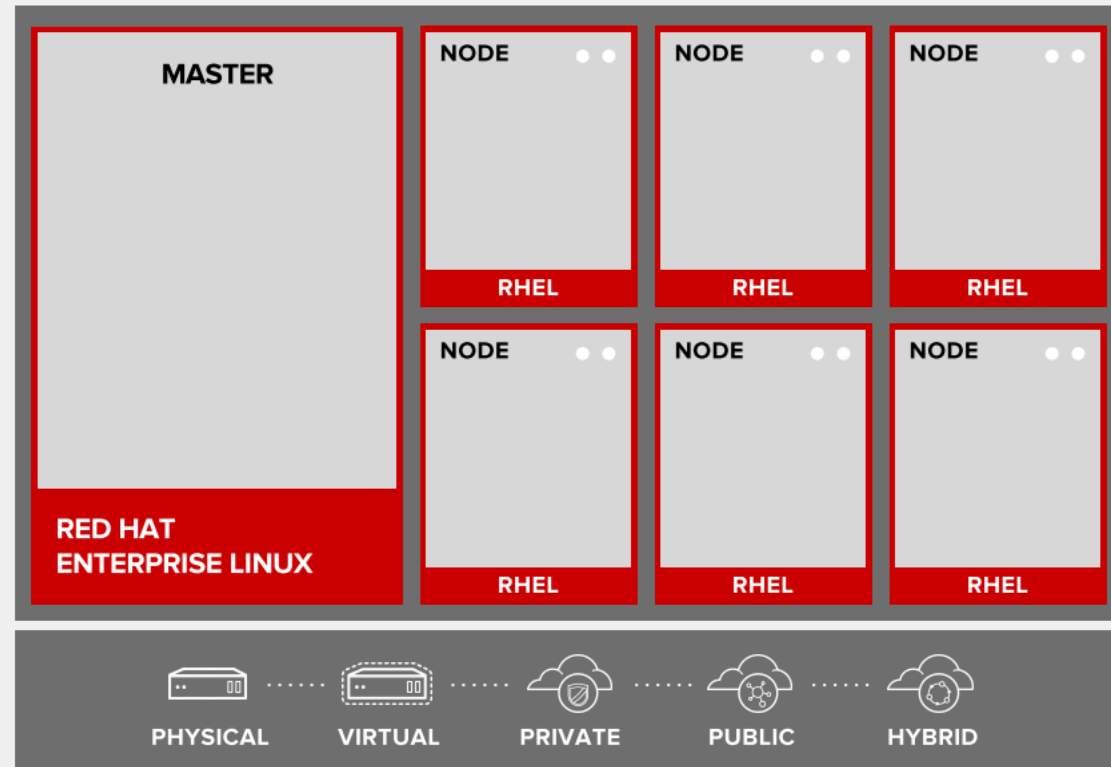 MASTER
RED HAT
ENTERPRISE LINUX
NODE
RHEL
NODE
RHEL
NODE
RHEL
NODE
RHEL
NODE
RHEL
NODE
RHEL
PHYSICAL
VIRTUAL
PRIVATE
PUBLIC
HYBRID